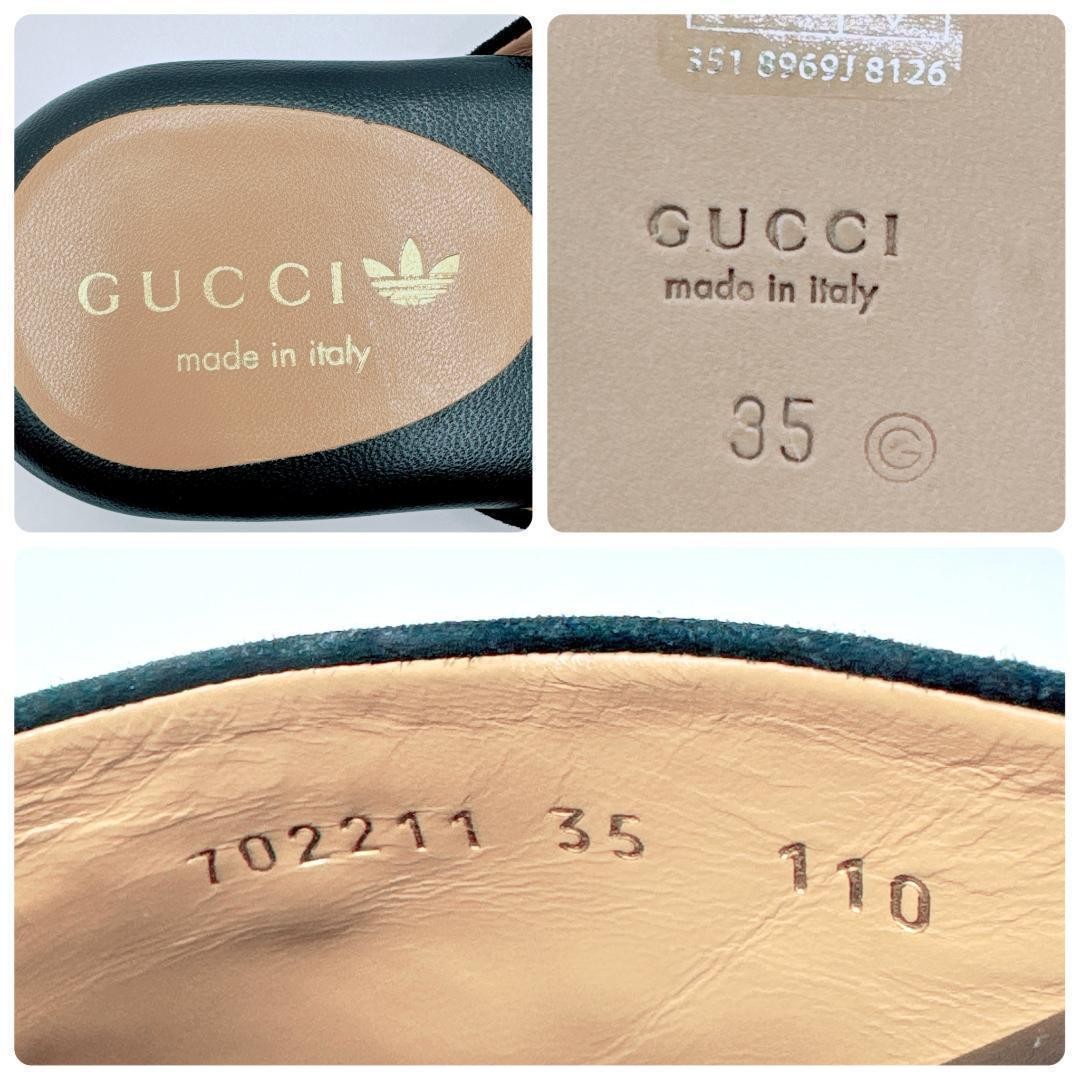 GUCCI
made in italy
351 8969J 8126
GUCCI
made in italy
35 G
702211 35 110